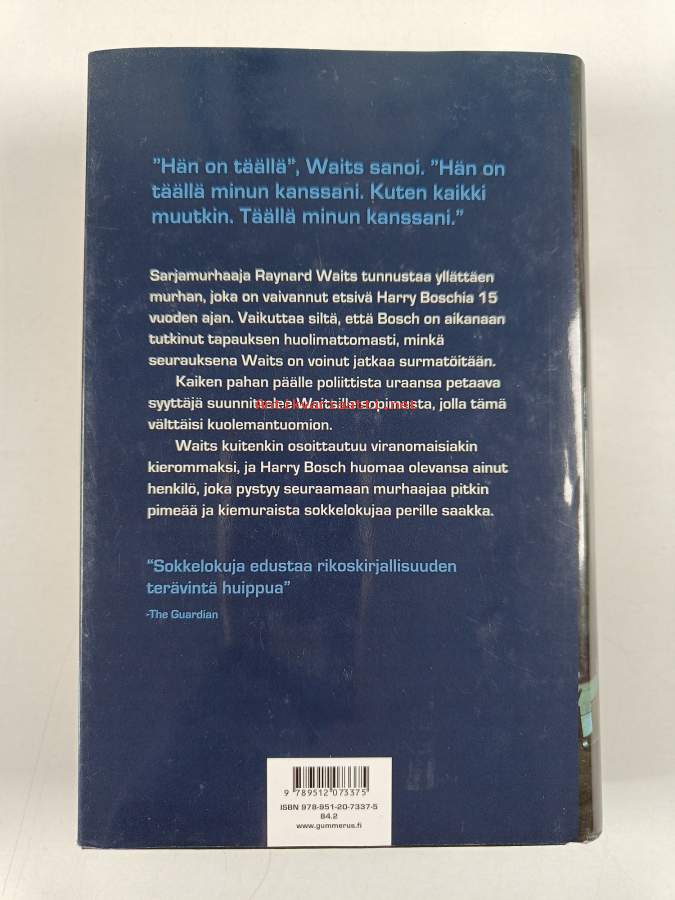 ”Hän on täällä”, Waits sanoi. ”Hän on
täällä minun kanssani. Kuten kaikki
muutkin. Täällä minun kanssani.”
Sarjamurhaaja Raynard Waits tunnustaa yllättäen
murhan, joka on vaivannut etsivä Harry Boschia 15
vuoden ajan. Vaikuttaa siltä, että Bosch on aikanaan
tutkinut tapauksen huolimattomasti, minkä
seurauksena Waits on voinut jatkaa surmatöitään.
Kaiken pahan päälle poliittista uraansa petaava
syyttäjä suunnittelee Waitsille sopimusta, jolla tämä
välttäisi kuolemantuomion.
Waits kuitenkin osoittautuu viranomaisiakin
kierommaksi, ja Harry Bosch huomaa olevansa ainut
henkilö, joka pystyy seuraamaan murhaajaa pitkin
pimeää ja kiemuraista sokkelokujaa perille saakka.
“Sokkelokuja edustaa rikoskirjallisuuden
terävintä huippua”
-The Guardian
9 789512 073375
ISBN 978-951-20-7337-5
84.2
www.gummerus.fi